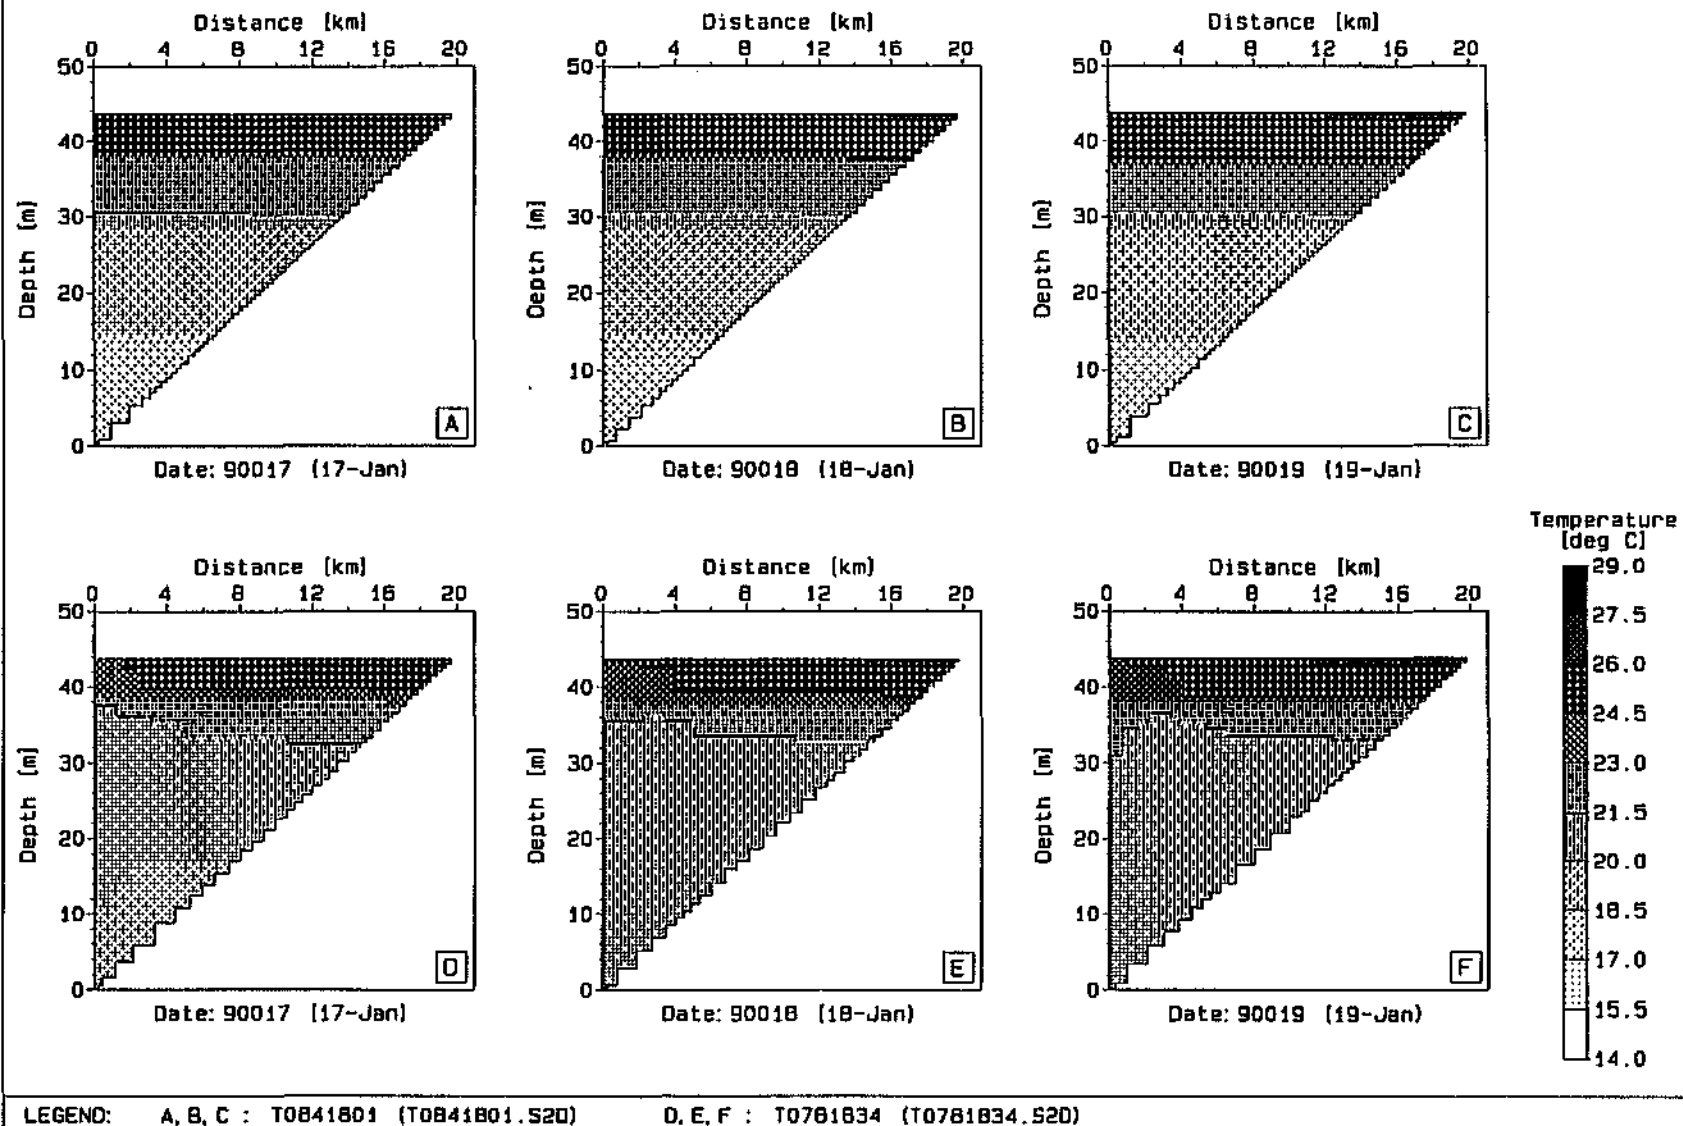 Distance [km] Distance [km] Distance [km]
0 4 8 12 16 20 0 4 8 12 16 20 0 4 8 12 16 20
50 50 50
40 40 40
30 30 30
20 20 20
10 10 10
0 0 0
Depth [m] Depth [m] Depth [m]
A B C
Date: 90017 (17-Jan) Date: 90018 (18-Jan) Date: 90019 (19-Jan)
Distance [km] Distance [km] Distance [km]
0 4 8 12 16 20 0 4 8 12 16 20 0 4 8 12 16 20
50 50 50
40 40 40
30 30 30
20 20 20
10 10 10
0 0 0
Depth [m] Depth [m] Depth [m]
D E F
Date: 90017 (17-Jan) Date: 90018 (18-Jan) Date: 90019 (19-Jan)
Temperature
[deg C]
29.0
27.5
26.0
24.5
23.0
21.5
20.0
18.5
17.0
15.5
14.0
LEGEND: A, B, C : T0841801 (T0841801.S2D) D, E, F : T0781834 (T0781834.S2D)